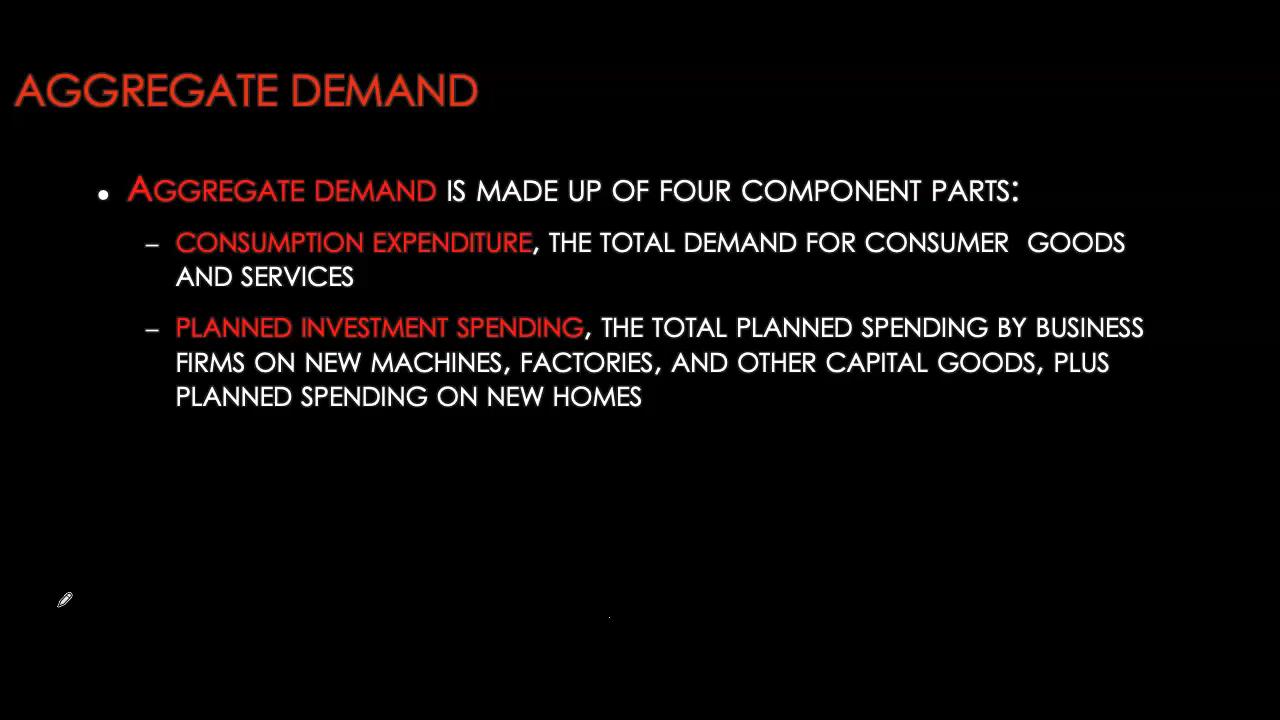 AGGREGATE DEMAND
• AGGREGATE DEMAND IS MADE UP OF FOUR COMPONENT PARTS:
– CONSUMPTION EXPENDITURE, THE TOTAL DEMAND FOR CONSUMER GOODS
AND SERVICES
– PLANNED INVESTMENT SPENDING, THE TOTAL PLANNED SPENDING BY BUSINESS
FIRMS ON NEW MACHINES, FACTORIES, AND OTHER CAPITAL GOODS, PLUS
PLANNED SPENDING ON NEW HOMES